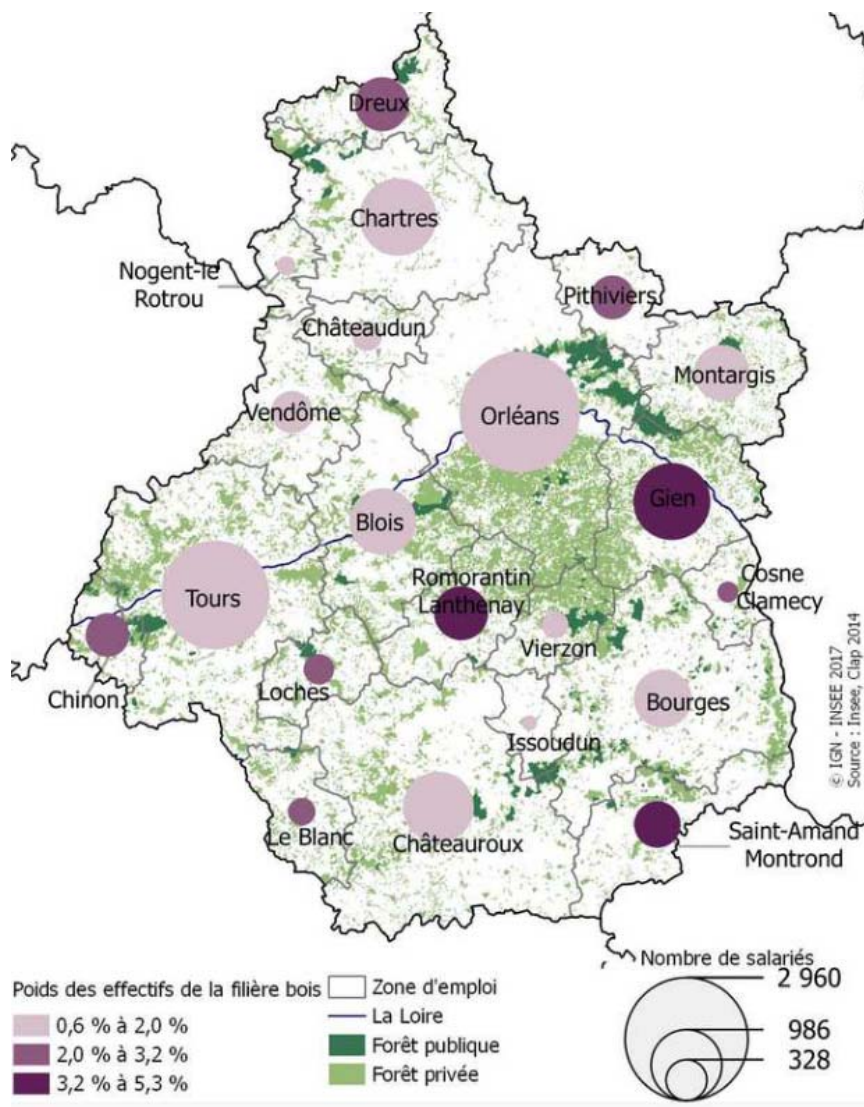 Dreux
Chartres
Nogent-le
Rotrou
Pithiviers
Châteaudun
Montargis
Vendôme
Orléans
Gien
Blois
Romorantin
Lanthenay
Cosne
Clamecy
Tours
Vierzon
Chinon
Loches
Bourges
Issoudun
Le Blanc
Châteauroux
Saint-Amand
Montrond
© IGN - INSEE 2017
Source : Insee, Clap 2014
Poids des effectifs de la filière bois
0,6 % à 2,0 %
2,0 % à 3,2 %
3,2 % à 5,3 %
Zone d'emploi
La Loire
Forêt publique
Forêt privée
Nombre de salariés
2 960
986
328